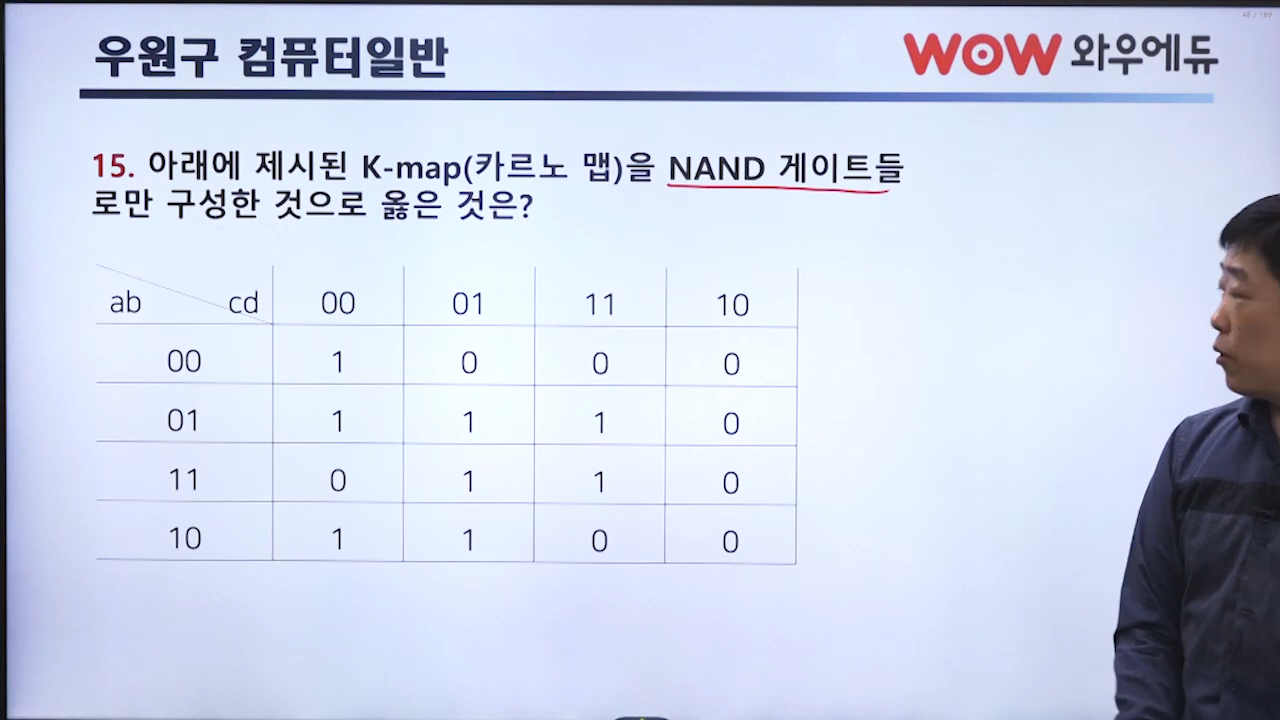 48 / 189
우원구 컴퓨터일반
WOW 와우에듀
15. 아래에 제시된 K-map(카르노 맵)을 NAND 게이트들
로만 구성한 것으로 옳은 것은?
ab cd 00 01 11 10
00 1 0 0 0
01 1 1 1 0
11 0 1 1 0
10 1 1 0 0